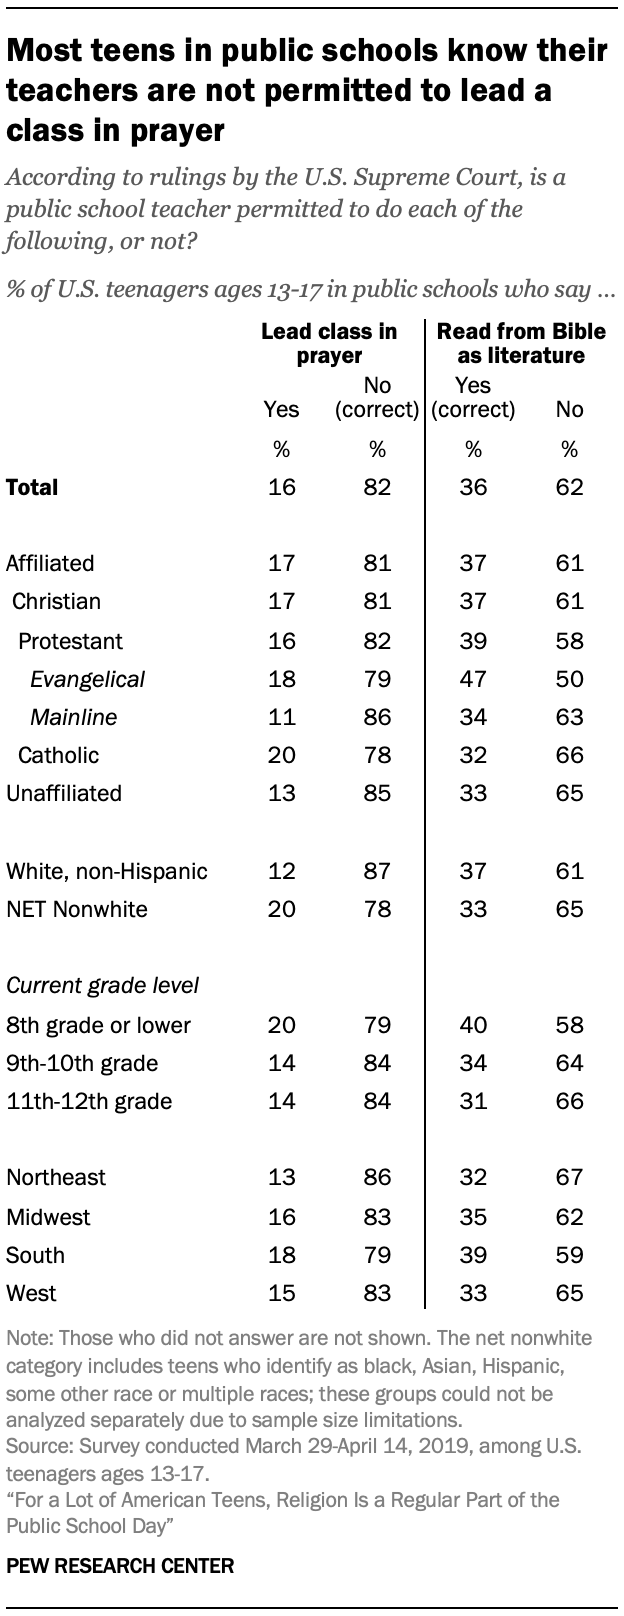 Most teens in public schools know their
teachers are not permitted to lead a
class in prayer
According to rulings by the U.S. Supreme Court, is a
public school teacher permitted to do each of the
following, or not?
% of U.S. teenagers ages 13-17 in public schools who say ...
Lead class in prayer Read from Bible as literature
Yes No (correct) Yes (correct) No
% % % %
Total 16 82 36 62
Affiliated 17 81 37 61
Christian 17 81 37 61
Protestant 16 82 39 58
Evangelical 18 79 47 50
Mainline 11 86 34 63
Catholic 20 78 32 66
Unaffiliated 13 85 33 65
White, non-Hispanic 12 87 37 61
NET Nonwhite 20 78 33 65
Current grade level
8th grade or lower 20 79 40 58
9th-10th grade 14 84 34 64
11th-12th grade 14 84 31 66
Northeast 13 86 32 67
Midwest 16 83 35 62
South 18 79 39 59
West 15 83 33 65
Note: Those who did not answer are not shown. The net nonwhite
category includes teens who identify as black, Asian, Hispanic,
some other race or multiple races; these groups could not be
analyzed separately due to sample size limitations.
Source: Survey conducted March 29-April 14, 2019, among U.S.
teenagers ages 13-17.
“For a Lot of American Teens, Religion Is a Regular Part of the
Public School Day”
PEW RESEARCH CENTER